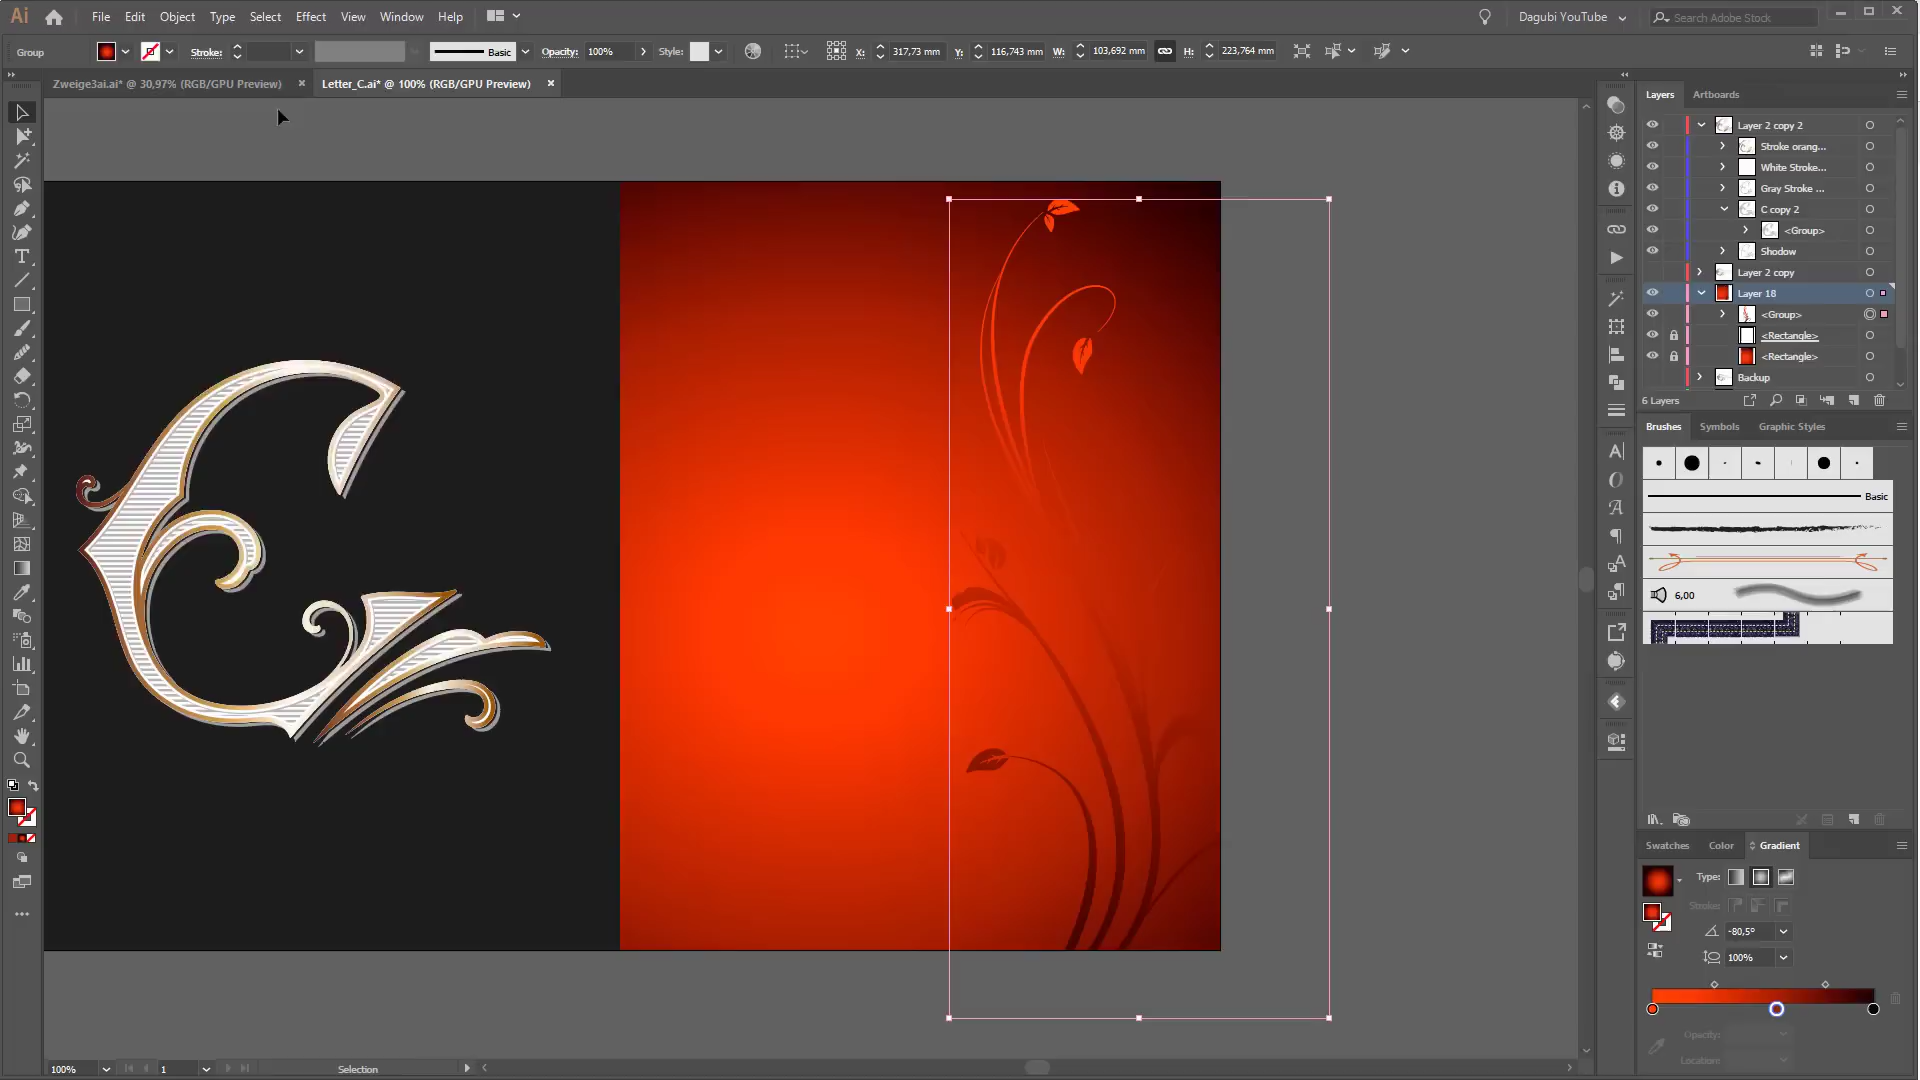 Ai File Edit Object Type Select Effect View Window Help Dagubi YouTube Search Adobe Stock
Group Stroke: Basic Opacity: 100% Style: X: 317,73 mm Y: 116,743 mm W: 103,692 mm H: 223,764 mm
Zweige3ai.ai* @ 30,97% (RGB/GPU Preview) Letter_C.ai* @ 100% (RGB/GPU Preview)
Layers Artboards
Layer 2 copy 2
Stroke orang...
White Stroke...
Gray Stroke ...
C copy 2
<Group>
Shodow
Layer 2 copy
Layer 18
<Group>
<Rectangle>
<Rectangle>
Backup
6 Layers
Brushes Symbols Graphic Styles
Basic
6,00
Swatches Color Gradient
Type:
Stroke:
-80,5°
100%
Opacity:
Location:
100% 1 Selection